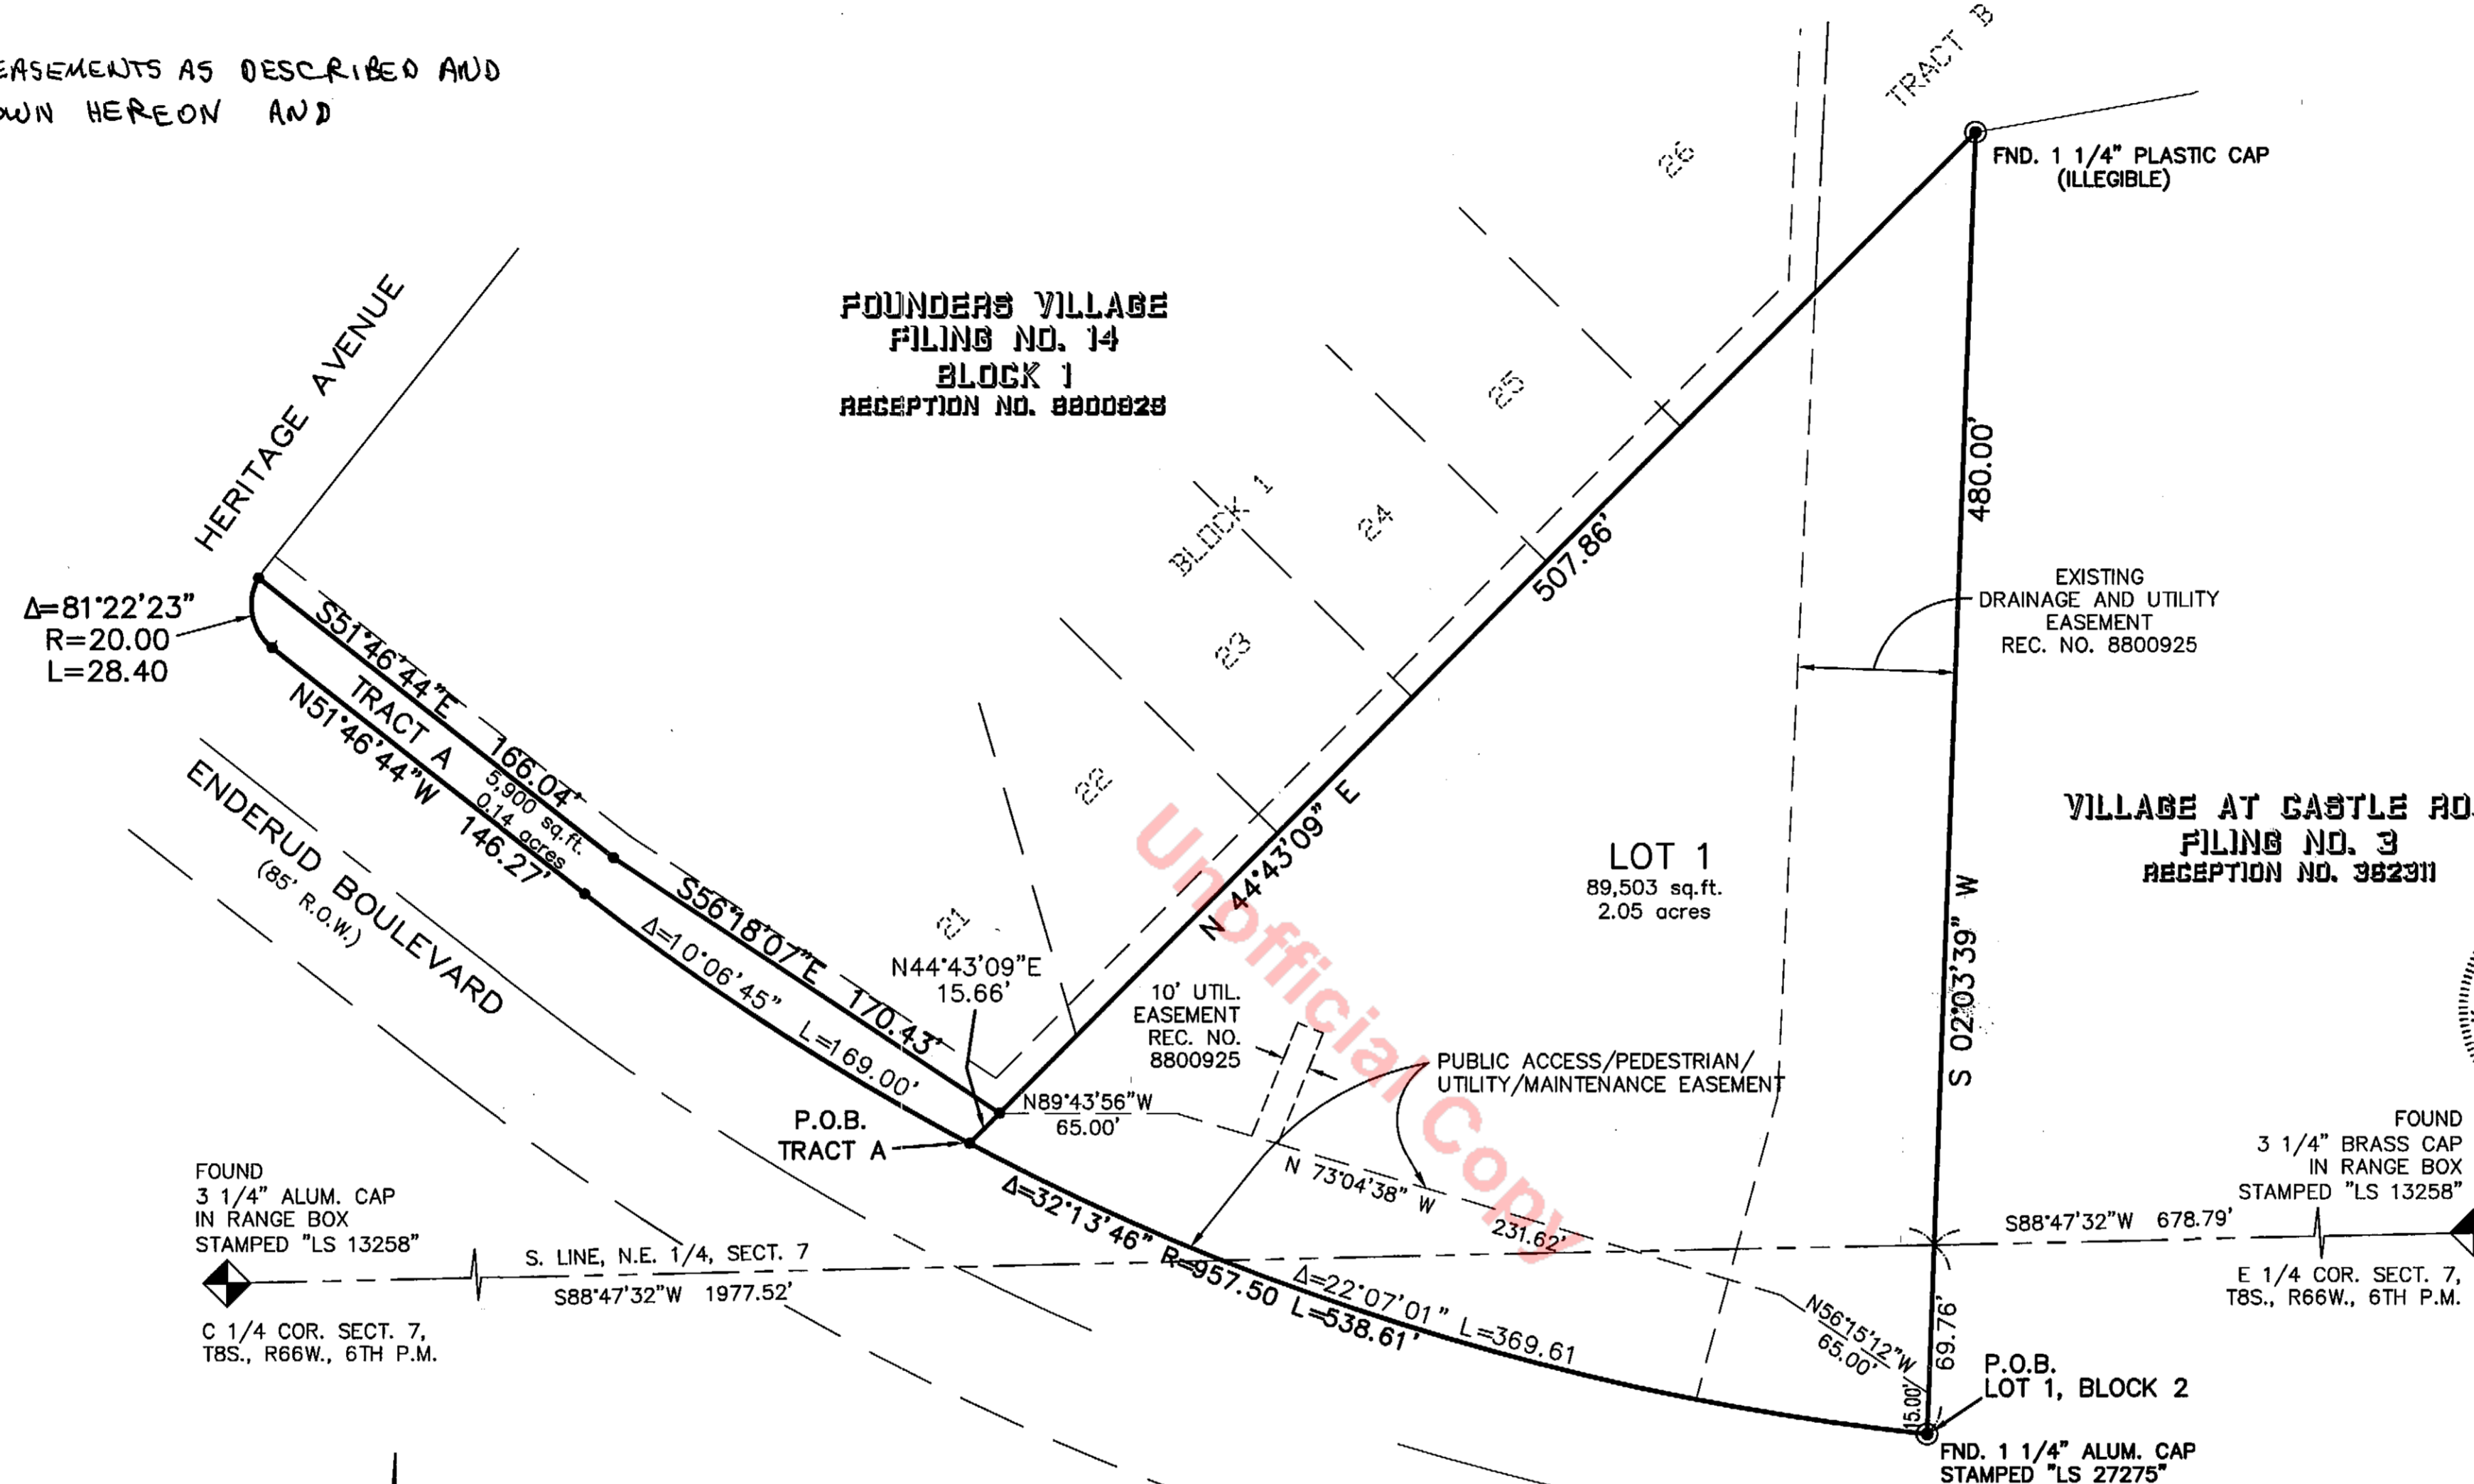 EASEMENTS AS DESCRIBED AND
OWN HEREON AND
TRACT B
FND. 1 1/4" PLASTIC CAP
(ILLEGIBLE)
26
HERITAGE AVENUE
FOUNDERS VILLAGE
FILING NO. 14
BLOCK 1
RECEPTION NO. 8800925
25
BLOCK 1
24
480.00'
507.86'
Δ=81°22'23"
R=20.00
L=28.40
S51°46'44"E 166.04'
TRACT A
5,900 sq.ft.
0.14 acres
N51°46'44"W 146.27'
23
EXISTING
DRAINAGE AND UTILITY
EASEMENT
REC. NO. 8800925
ENDERUD BOULEVARD
(85' R.O.W.)
22
N 44°43'09" E
LOT 1
89,503 sq.ft.
2.05 acres
VILLAGE AT CASTLE RO
FILING NO. 3
RECEPTION NO. 382311
S 02°03'39" W
21
S56°18'07"E 170.43'
Δ=10°06'45" L=169.00'
N44°43'09"E
15.66'
10' UTIL.
EASEMENT
REC. NO.
8800925
PUBLIC ACCESS/PEDESTRIAN/
UTILITY/MAINTENANCE EASEMENT
N89°43'56"W
65.00'
P.O.B.
TRACT A
N 73°04'38" W 231.62'
Δ=32°13'46" R=957.50 L=538.61'
Δ=22°07'01" L=369.61
FOUND
3 1/4" ALUM. CAP
IN RANGE BOX
STAMPED "LS 13258"
S. LINE, N.E. 1/4, SECT. 7
S88°47'32"W 1977.52'
C 1/4 COR. SECT. 7,
T8S., R66W., 6TH P.M.
FOUND
3 1/4" BRASS CAP
IN RANGE BOX
STAMPED "LS 13258"
S88°47'32"W 678.79'
E 1/4 COR. SECT. 7,
T8S., R66W., 6TH P.M.
N56°15'12"W
65.00'
69.76'
15.00'
P.O.B.
LOT 1, BLOCK 2
FND. 1 1/4" ALUM. CAP
STAMPED "LS 27275"
Unofficial Copy